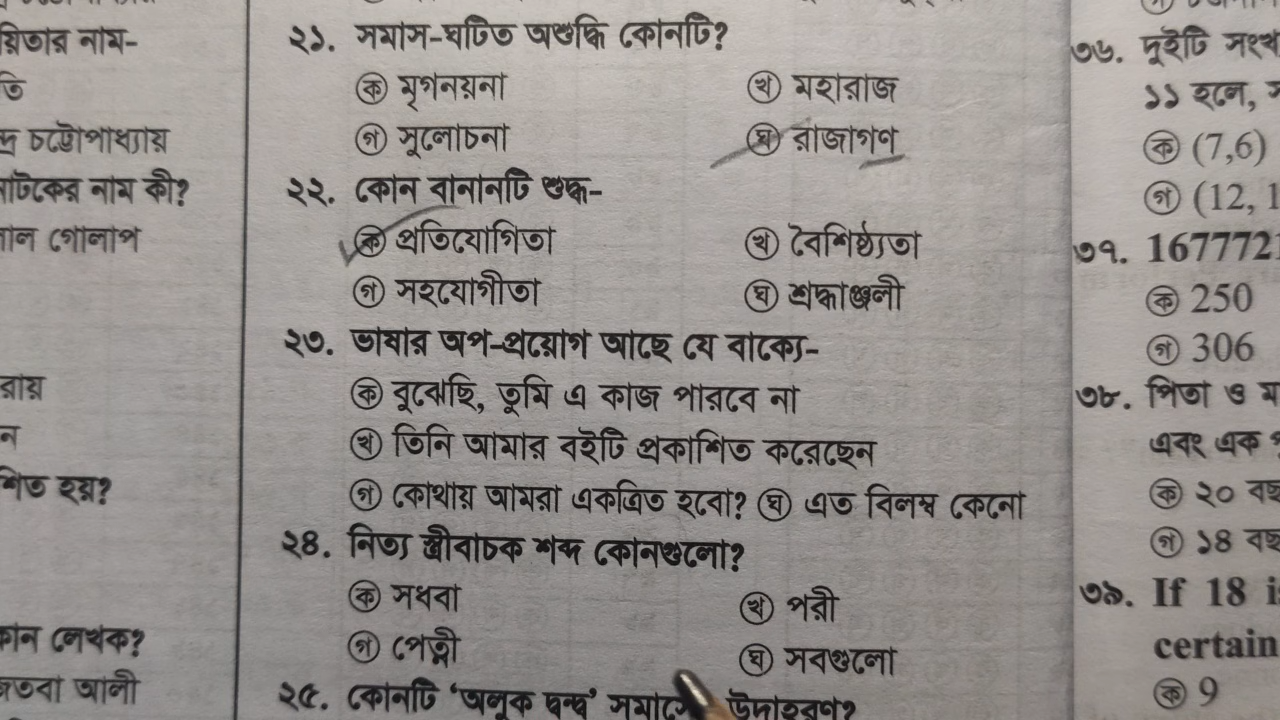 য়িতার নাম-
তি
চট্টোপাধ্যায়
নাটকের নাম কী?
গোলাপ
রায়
ন
হয়?
কোন লেখক?
আলী
২১. সমাস-ঘটিত অশুদ্ধি কোনটি?
ক মৃগনয়না খ মহারাজ
গ সুলোচনা ঘ রাজাগণ
২২. কোন বানানটি শুদ্ধ-
ক প্রতিযোগিতা খ বৈশিষ্ঠ্যতা
গ সহযোগীতা ঘ শ্রদ্ধাঞ্জলী
২৩. ভাষার অপ-প্রয়োগ আছে যে বাক্যে-
ক বুঝেছি, তুমি এ কাজ পারবে না
খ তিনি আমার বইটি প্রকাশিত করেছেন
গ কোথায় আমরা একত্রিত হবো? ঘ এত বিলম্ব কেনো
২৪. নিত্য স্ত্রীবাচক শব্দ কোনগুলো?
ক সধবা খ পরী
গ পেত্নী ঘ সবগুলো
২৫. কোনটি ‘অলুক দ্বন্দ্ব’ সমাসের উদাহরণ?
৩৬. দুইটি সংখ
১১ হলে,
ক (7,6)
গ (12, 1
৩৭. 1677721
ক 250
গ 306
৩৮. পিতা ও ম
এবং এক
ক ২০ বছ
গ ১৪ বছ
৩৯. If 18 i
certain
ক 9